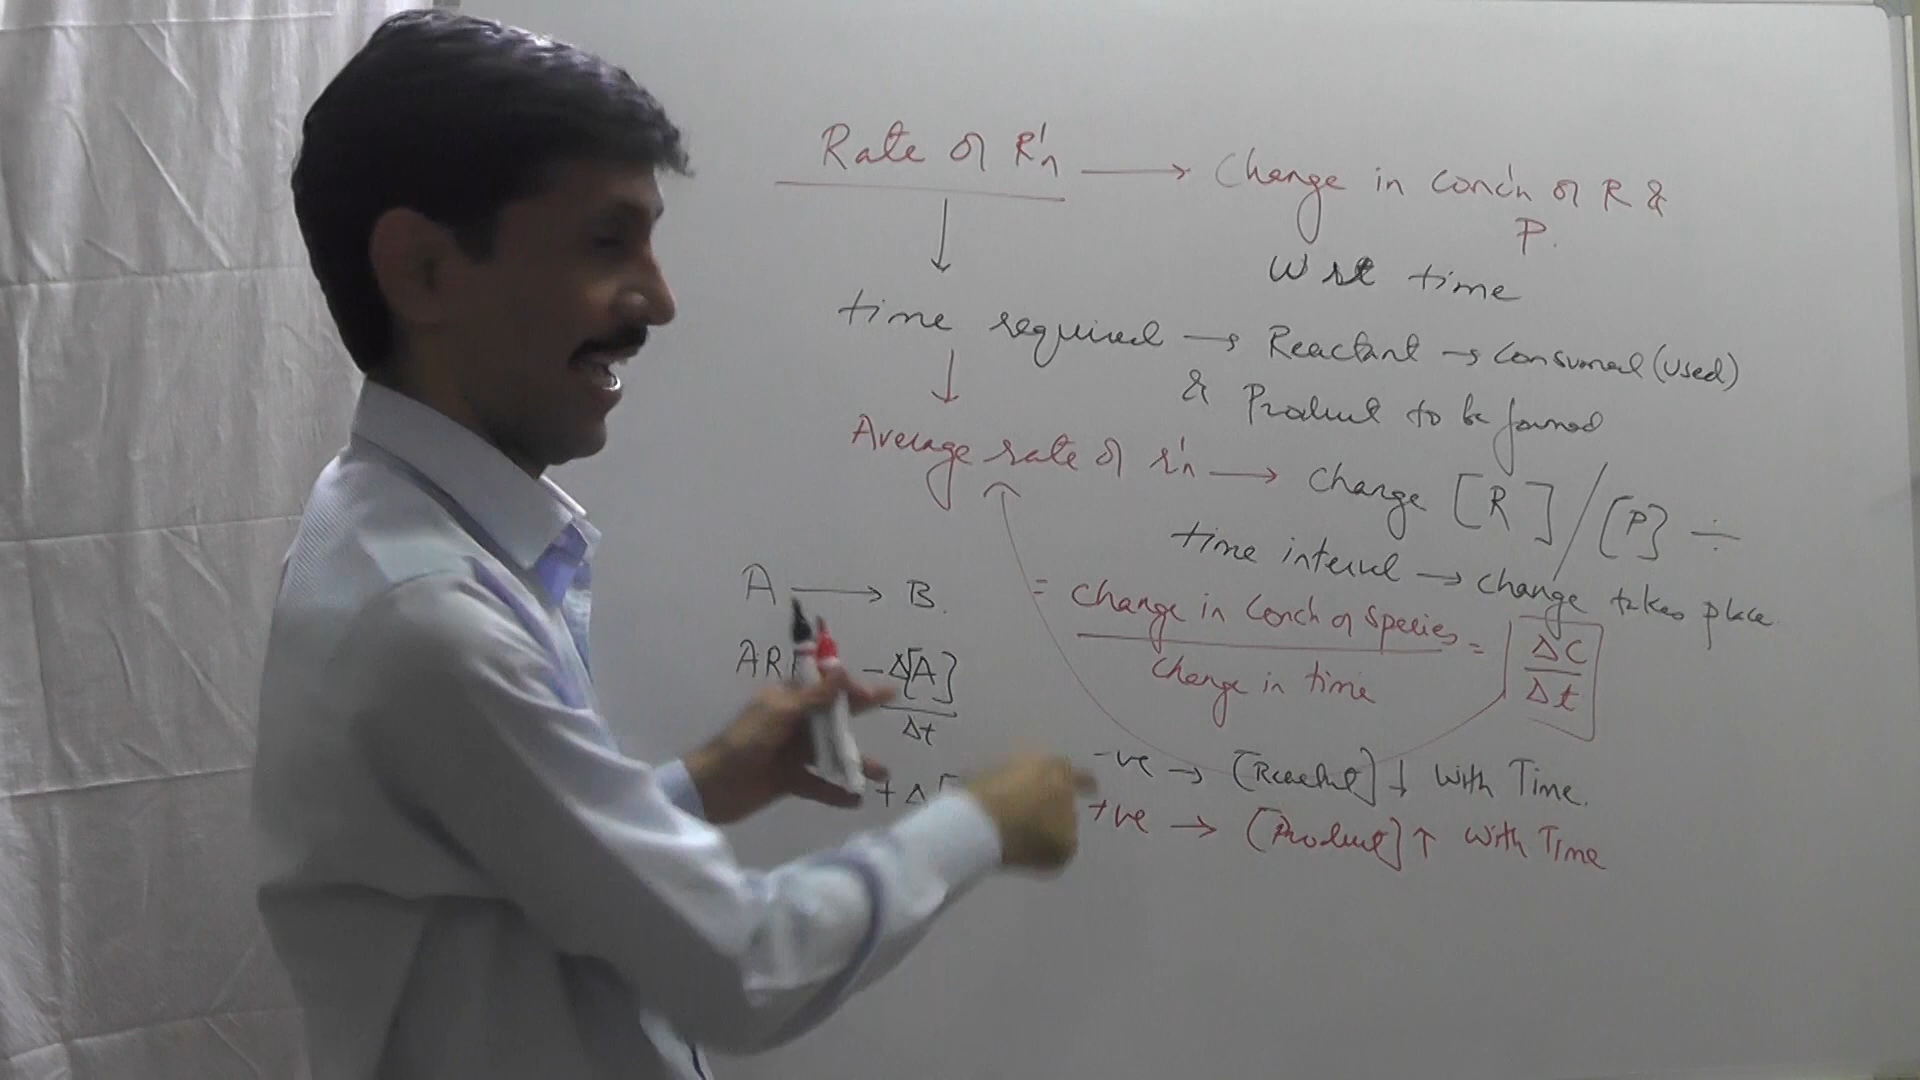 Rate of R'n → Change in conc'n of R &
P.
W r t time
time required → Reactant → Consumed (used)
& Product to be formed
Average rate of r'n → Change [R] / [P] ÷
time interval → change takes place
A → B.
= Change in Conc'n of Species / Change in time = ΔC / Δt
AR
-Δ[A] / Δt
+ Δ[
-ve → [Reactant] ↓ With Time.
+ve → [Product] ↑ With Time